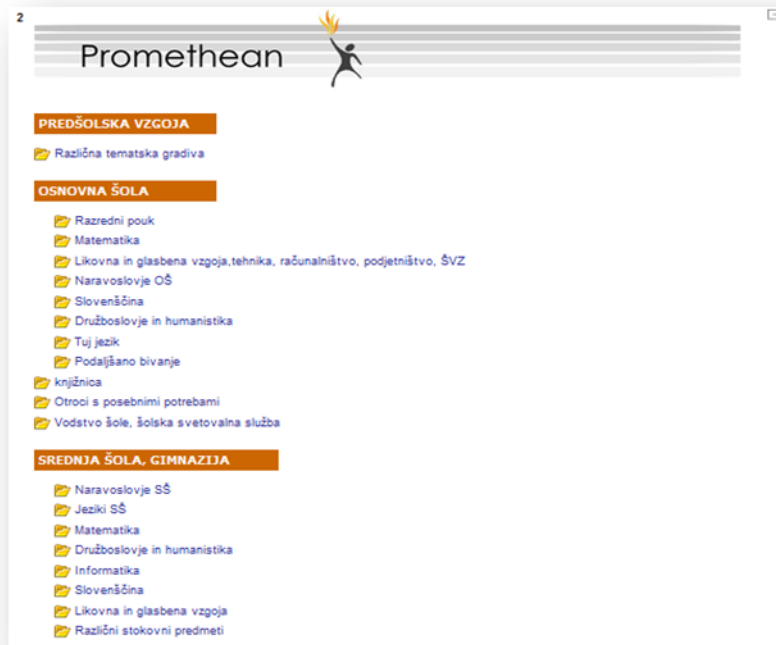 2
Promethean
PREDŠOLSKA VZGOJA
Različna tematska gradiva
OSNOVNA ŠOLA
Razredni pouk
Matematika
Likovna in glasbena vzgoja,tehnika, računalništvo, podjetništvo, ŠVZ
Naravoslovje OŠ
Slovenščina
Družboslovje in humanistika
Tuj jezik
Podaljšano bivanje
knjižnica
Otroci s posebnimi potrebami
Vodstvo šole, šolska svetovalna služba
SREDNJA ŠOLA, GIMNAZIJA
Naravoslovje SŠ
Jeziki SŠ
Matematika
Družboslovje in humanistika
Informatika
Slovenščina
Likovna in glasbena vzgoja
Različni stokovni predmeti